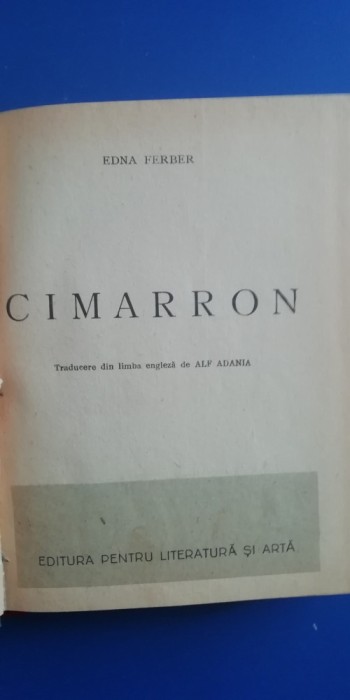 EDNA FERBER
CIMARRON
Traducere din limba engleză de ALF ADANIA
EDITURA PENTRU LITERATURĂ ȘI ARTĂ